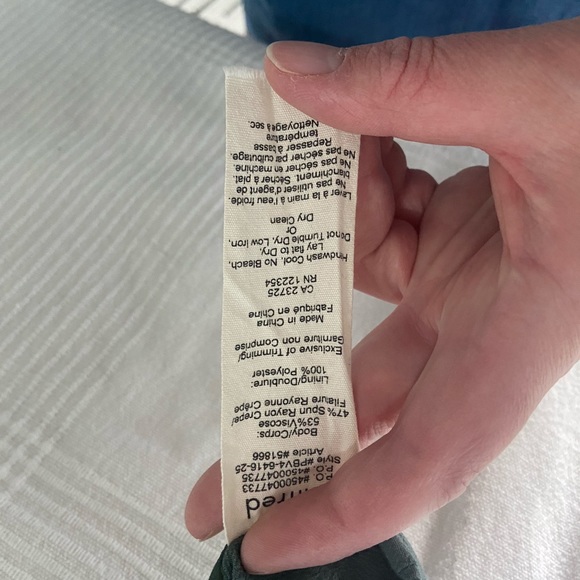 P.O. #4500047733
P.O. #4500047735
Style #PBV4-6416-25
Article #51866
Body/Corps:
53%Viscose
47% Spun Rayon Crepe/
Filature Rayonne Crêpe
Lining/Doublure:
100% Polyester
Exclusive of Trimming/
Garniture non Comprise
Made in China
Fabriqué en Chine
CA 23725
RN 122354
Handwash Cool. No Bleach,
Lay flat to Dry.
Do not Tumble Dry, Low Iron,
Or
Dry Clean
Laver à la main à l'eau froide.
Ne pas utiliser d'agent de
blanchiment. Sécher à plat.
Ne pas sécher en machine.
Ne pas sécher par culbutage.
Repasser à basse
température
Nettoyage à sec.